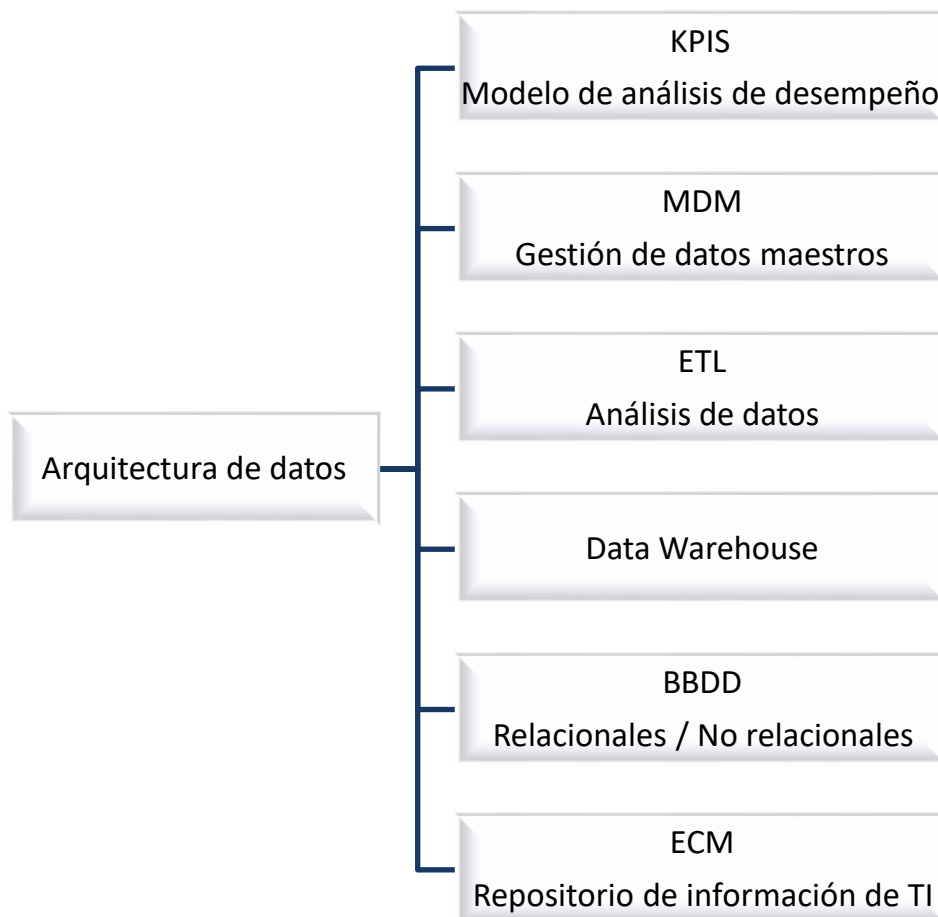 Arquitectura de datos
KPIS
Modelo de análisis de desempeño
MDM
Gestión de datos maestros
ETL
Análisis de datos
Data Warehouse
BBDD
Relacionales / No relacionales
ECM
Repositorio de información de TI